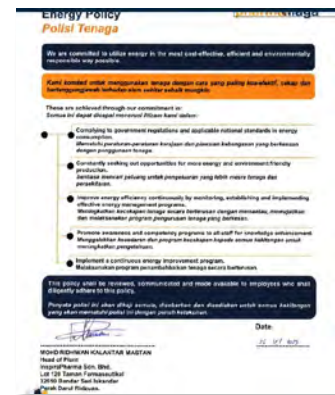 Energy Policy
Polisi Tenaga
We are committed to utilize energy in the most cost-effective, efficient and environmentally
responsible way possible.
Kami komited untuk menggunakan tenaga dengan cara yang paling kos-efektif, cekap dan
bertanggungjawab terhadap alam sekitar sebaik mungkin.
These are achieved through our commitment in:
Semua ini dapat dicapai menerusi iltizam kami dalam:
Complying to government regulations and applicable national standards in energy
consumption.
Mematuhi peraturan-peraturan kerajaan dan piawaian kebangsaan yang berkenaan
dengan penggunaan tenaga.
Constantly seeking out opportunities for more energy and environment friendly
production.
Sentiasa mencari peluang untuk pengeluaran yang lebih mesra tenaga dan
persekitaran.
Improve energy efficiency continuously by monitoring, establishing and implementing
effective energy management programs.
Meningkatkan kecekapan tenaga secara berterusan dengan memantau, mewujudkan
dan melaksanakan program pengurusan tenaga yang berkesan.
Promote awareness and competency programs to all staff for knowledge enhancement.
Menggalakkan kesedaran dan program kecekapan kepada semua kakitangan untuk
meningkatkan pengetahuan.
Implement a continuous energy improvement program.
Melaksanakan program penambahbaikan tenaga secara berterusan.
This policy shall be reviewed, communicated and made available to employees who shall
diligently adhere to this policy.
Penyata polisi ini akan dikaji semula, disebarkan dan disediakan untuk semua kakitangan
yang akan mematuhi polisi ini dengan penuh ketekunan.
Date
MOHD RIDHWAN KALAKTAR MASTAN
Head of Plant
InspirePharma Sdn. Bhd.
Lot 120 Taman Farmaseutikal
32610 Bandar Seri Iskandar
Perak Darul Ridzuan.